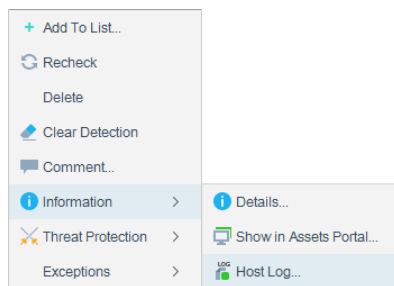 Add To List...
Recheck
Delete
Clear Detection
Comment...
Information
Threat Protection
Exceptions
Details...
Show in Assets Portal...
LOG
Host Log...